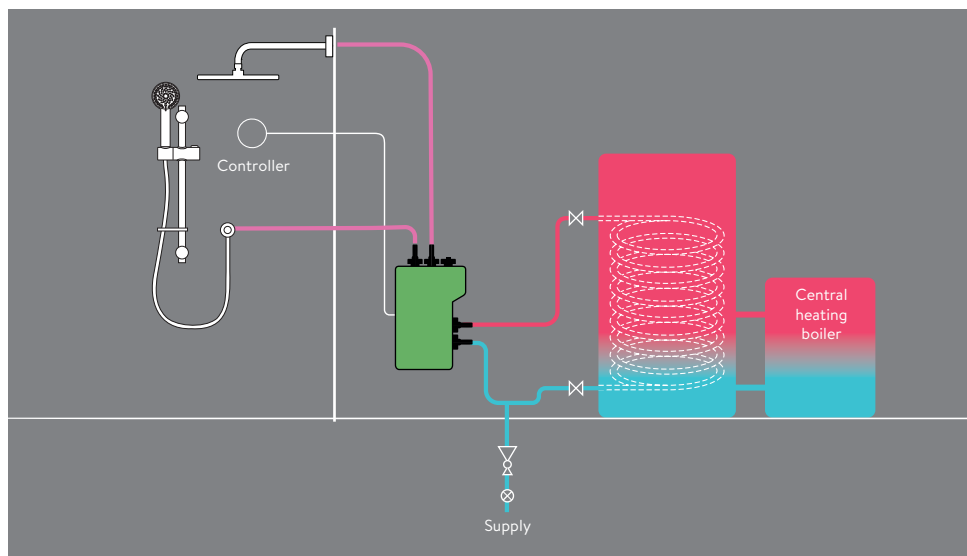 Controller
Central
heating
boiler
Supply